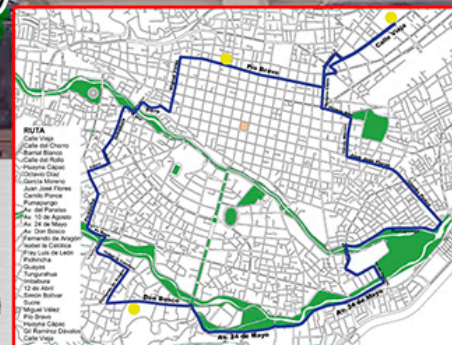 RUTA
Calle Vieja
Calle del Chorro
Barrial Blanco
Calle del Rollo
Huayna Cápac
Octavio Díaz
García Moreno
Juan José Flores
Camilo Ponce
Pumapungo
Av. del Paraíso
Av. 10 de Agosto
Av. 24 de Mayo
Av. Don Bosco
Fernando de Aragón
Isabel la Católica
Fray Luis de León
Pichincha
Guayas
Tungurahua
Imbabura
12 de Abril
Simón Bolívar
Sucre
Miguel Vélez
Pío Bravo
Huayna Cápac
Gil Ramírez Dávalos
Calle Vieja
Calle Vieja
Pío Bravo
Don Bosco
Av. 24 de Mayo
Av. 24 de Mayo